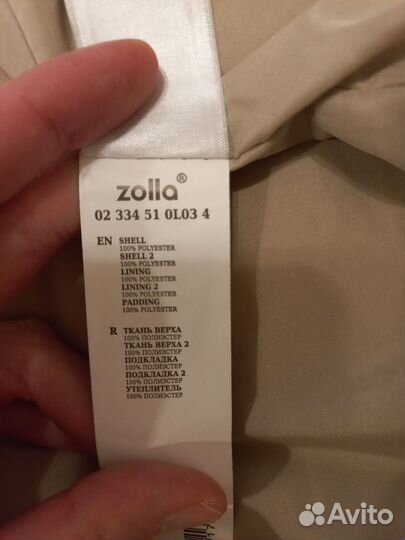 zolla®
02 334 51 0L03 4
EN SHELL
100% POLYESTER
SHELL 2
100% POLYESTER
LINING
100% POLYESTER
LINING 2
100% POLYESTER
PADDING
100% POLYESTER
R ТКАНЬ ВЕРХА
100% ПОЛИЭСТЕР
ТКАНЬ ВЕРХА 2
100% ПОЛИЭСТЕР
ПОДКЛАДКА
100% ПОЛИЭСТЕР
ПОДКЛАДКА 2
100% ПОЛИЭСТЕР
УТЕПЛИТЕЛЬ
100% ПОЛИЭСТЕР
Avito